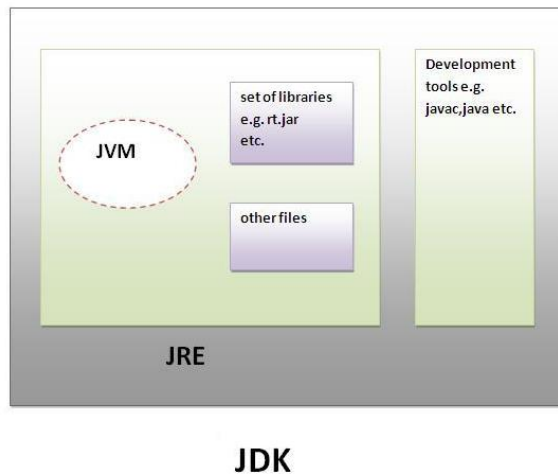 JVM
set of libraries
e.g. rt.jar
etc.
other files
JRE
Development
tools e.g.
javac,java etc.
JDK